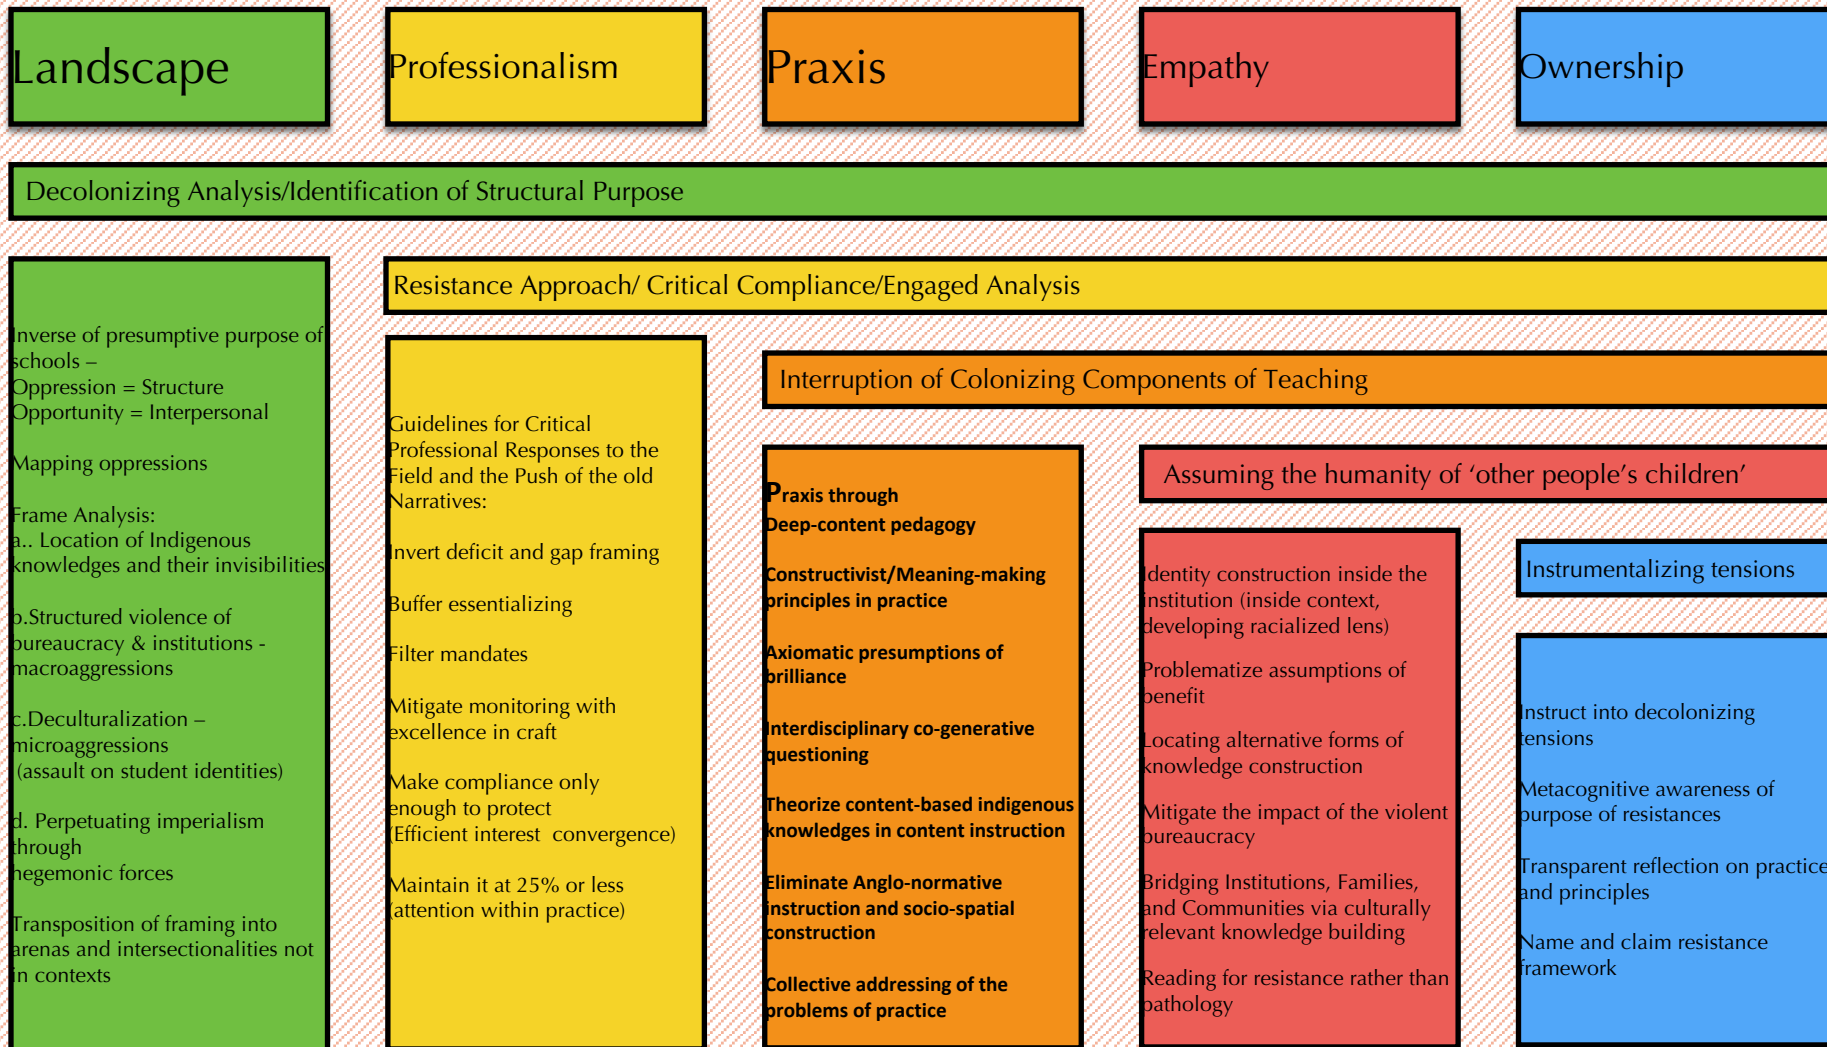 Landscape
Professionalism
Praxis
Empathy
Ownership
Decolonizing Analysis/Identification of Structural Purpose
Resistance Approach/ Critical Compliance/Engaged Analysis
Interruption of Colonizing Components of Teaching
Assuming the humanity of ‘other people’s children’
Instrumentalizing tensions
Inverse of presumptive purpose of
schools –
Oppression = Structure
Opportunity = Interpersonal
Mapping oppressions
Frame Analysis:
a.. Location of Indigenous
knowledges and their invisibilities
b.Structured violence of
bureaucracy & institutions -
macroaggressions
c.Deculturalization –
microaggressions
(assault on student identities)
d. Perpetuating imperialism
through
hegemonic forces
Transposition of framing into
arenas and intersectionalities not
in contexts
Guidelines for Critical
Professional Responses to the
Field and the Push of the old
Narratives:
Invert deficit and gap framing
Buffer essentializing
Filter mandates
Mitigate monitoring with
excellence in craft
Make compliance only
enough to protect
(Efficient interest convergence)
Maintain it at 25% or less
(attention within practice)
Praxis through
Deep-content pedagogy
Constructivist/Meaning-making
principles in practice
Axiomatic presumptions of
brilliance
Interdisciplinary co-generative
questioning
Theorize content-based indigenous
knowledges in content instruction
Eliminate Anglo-normative
instruction and socio-spatial
construction
Collective addressing of the
problems of practice
Identity construction inside the
institution (inside context,
developing racialized lens)
Problematize assumptions of
benefit
Locating alternative forms of
knowledge construction
Mitigate the impact of the violent
bureaucracy
Bridging Institutions, Families,
and Communities via culturally
relevant knowledge building
Reading for resistance rather than
pathology
Instruct into decolonizing
tensions
Metacognitive awareness of
purpose of resistances
Transparent reflection on practice
and principles
Name and claim resistance
framework